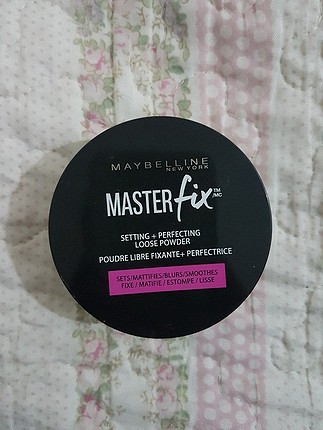 MAYBELLINE
NEW YORK
MASTER fix™/MC
SETTING + PERFECTING
LOOSE POWDER
POUDRE LIBRE FIXANTE+ PERFECTRICE
SETS/MATTIFIES/BLURS/SMOOTHES
FIXE / MATIFIE / ESTOMPE / LISSE